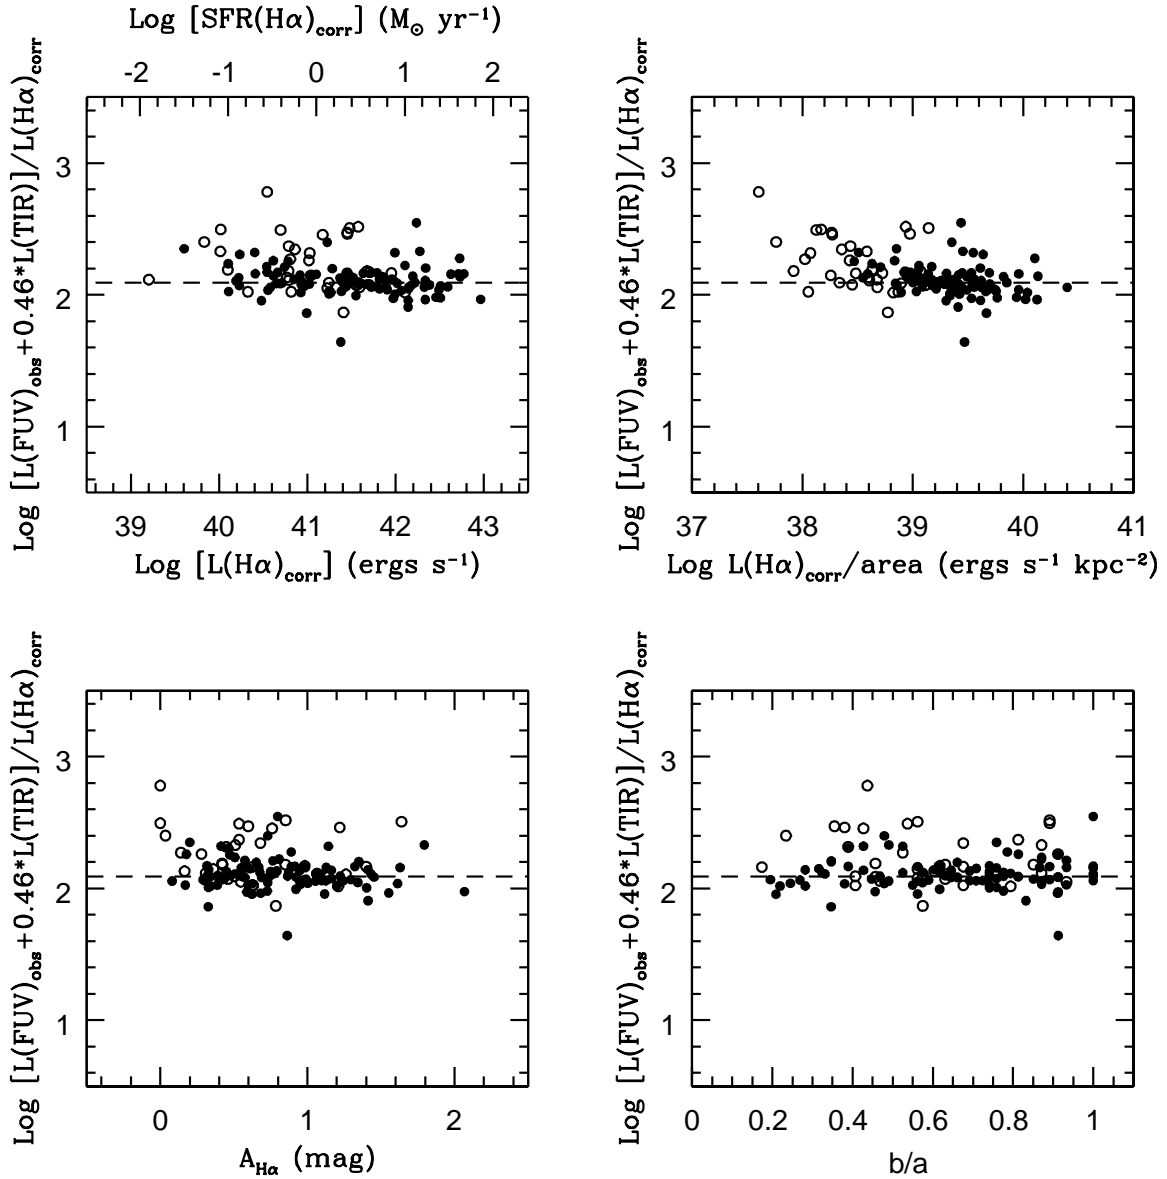 Log [SFR(Hα)corr] (M⊙ yr−1)
-2 -1 0 1 2
Log [L(FUV)obs+0.46*L(TIR)]/L(Hα)corr
3
2
1
39 40 41 42 43
Log [L(Hα)corr] (ergs s−1)
Log [L(FUV)obs+0.46*L(TIR)]/L(Hα)corr
3
2
1
37 38 39 40 41
Log L(Hα)corr/area (ergs s−1 kpc−2)
Log [L(FUV)obs+0.46*L(TIR)]/L(Hα)corr
3
2
1
0 1 2
AHα (mag)
Log [L(FUV)obs+0.46*L(TIR)]/L(Hα)corr
3
2
1
0 0.2 0.4 0.6 0.8 1
b/a